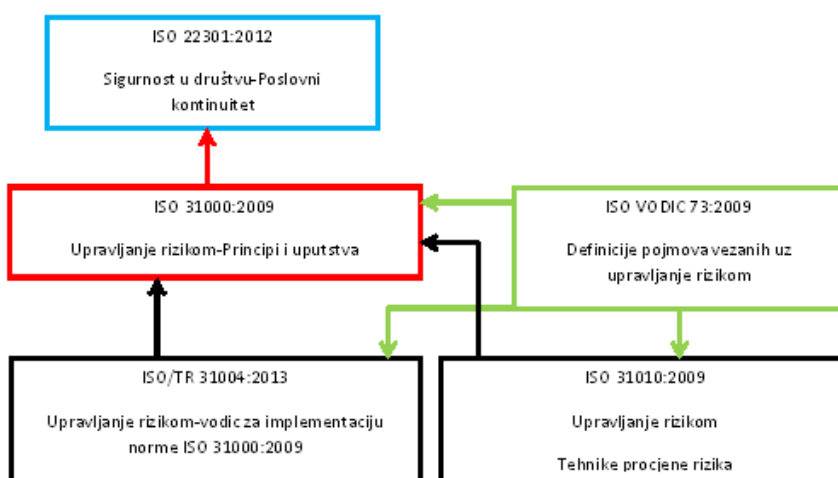 ISO 22301:2012
Sigurnost u društvu-Poslovni
kontinuitet
ISO 31000:2009
Upravljanje rizikom-Principi i uputstva
ISO VODIC 73:2009
Definicije pojmova vezanih uz
upravljanje rizikom
ISO/TR 31004:2013
Upravljanje rizikom-vodic za implementaciju
norme ISO 31000:2009
ISO 31010:2009
Upravljanje rizikom
Tehnike procjene rizika